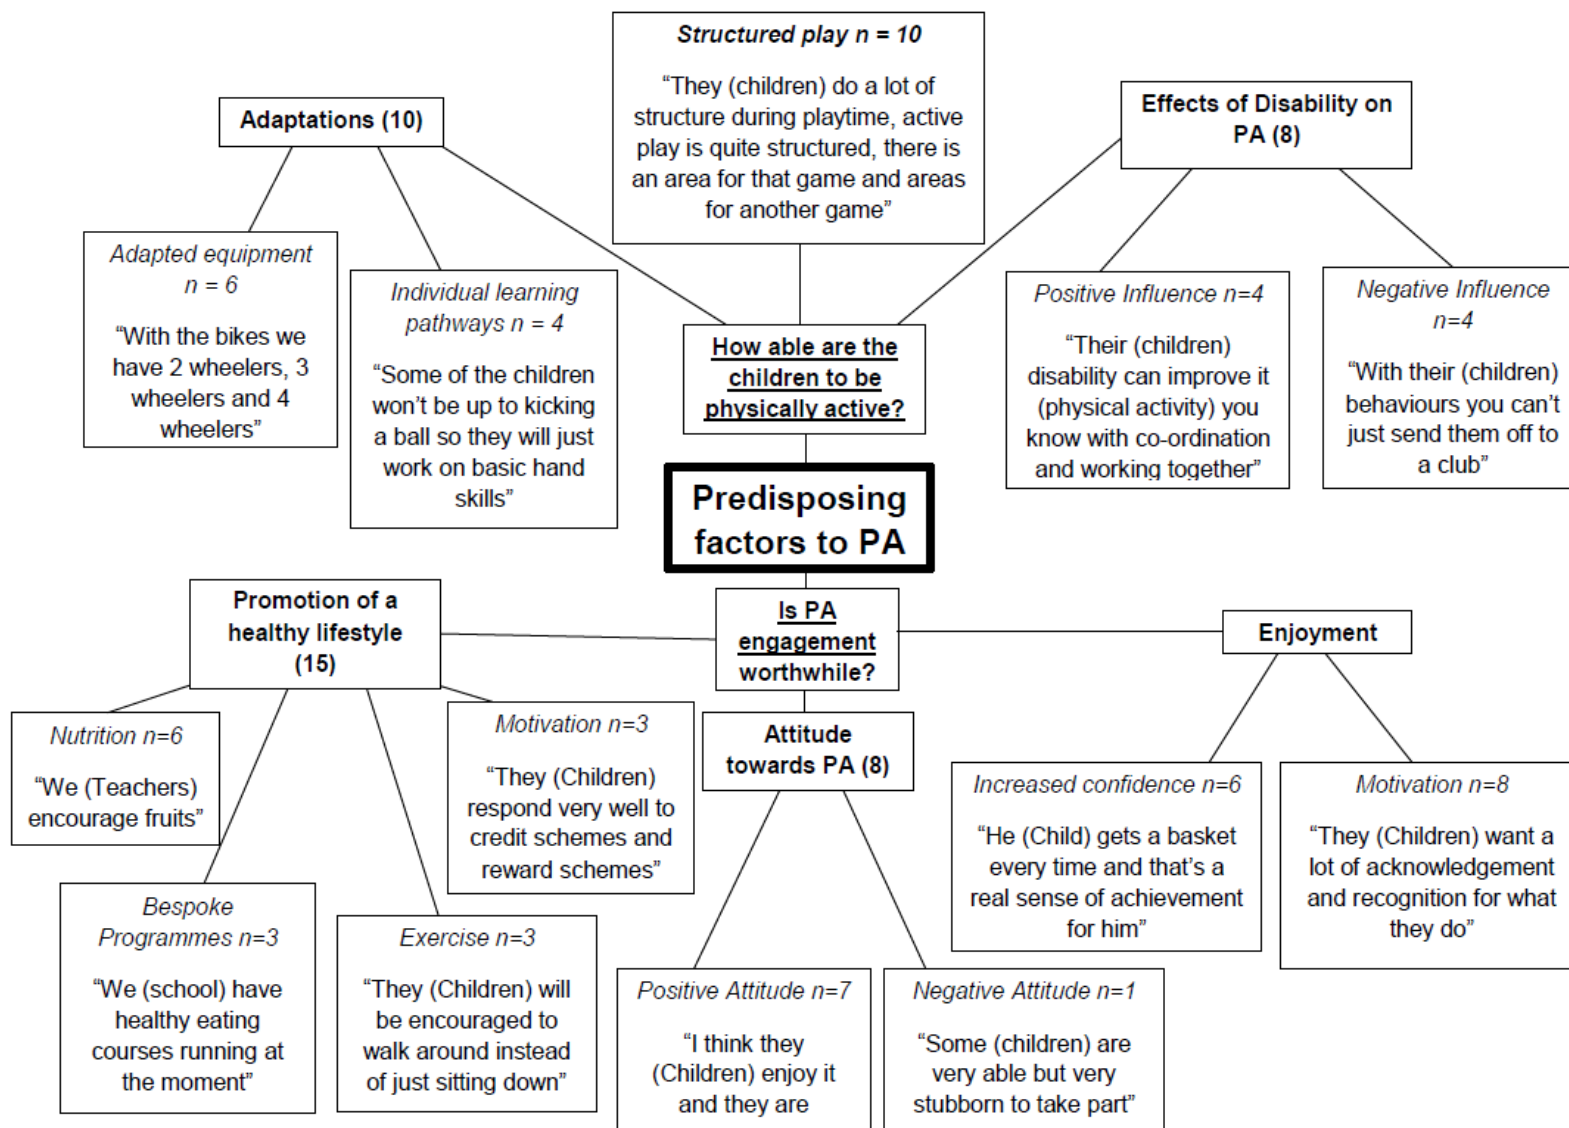 Structured play n = 10
“They (children) do a lot of
structure during playtime, active
play is quite structured, there is
an area for that game and areas
for another game”
Adaptations (10)
Effects of Disability on
PA (8)
Adapted equipment
n = 6
“With the bikes we
have 2 wheelers, 3
wheelers and 4
wheelers”
Individual learning
pathways n = 4
“Some of the children
won’t be up to kicking
a ball so they will just
work on basic hand
skills”
How able are the
children to be
physically active?
Positive Influence n=4
“Their (children)
disability can improve it
(physical activity) you
know with co-ordination
and working together”
Negative Influence
n=4
“With their (children)
behaviours you can’t
just send them off to
a club”
Predisposing
factors to PA
Promotion of a
healthy lifestyle
(15)
Is PA
engagement
worthwhile?
Enjoyment
Nutrition n=6
“We (Teachers)
encourage fruits”
Motivation n=3
“They (Children)
respond very well to
credit schemes and
reward schemes”
Attitude
towards PA (8)
Increased confidence n=6
“He (Child) gets a basket
every time and that’s a
real sense of achievement
for him”
Motivation n=8
“They (Children) want a
lot of acknowledgement
and recognition for what
they do”
Bespoke
Programmes n=3
“We (school) have
healthy eating
courses running at
the moment”
Exercise n=3
“They (Children) will
be encouraged to
walk around instead
of just sitting down”
Positive Attitude n=7
“I think they
(Children) enjoy it
and they are
Negative Attitude n=1
“Some (children) are
very able but very
stubborn to take part”